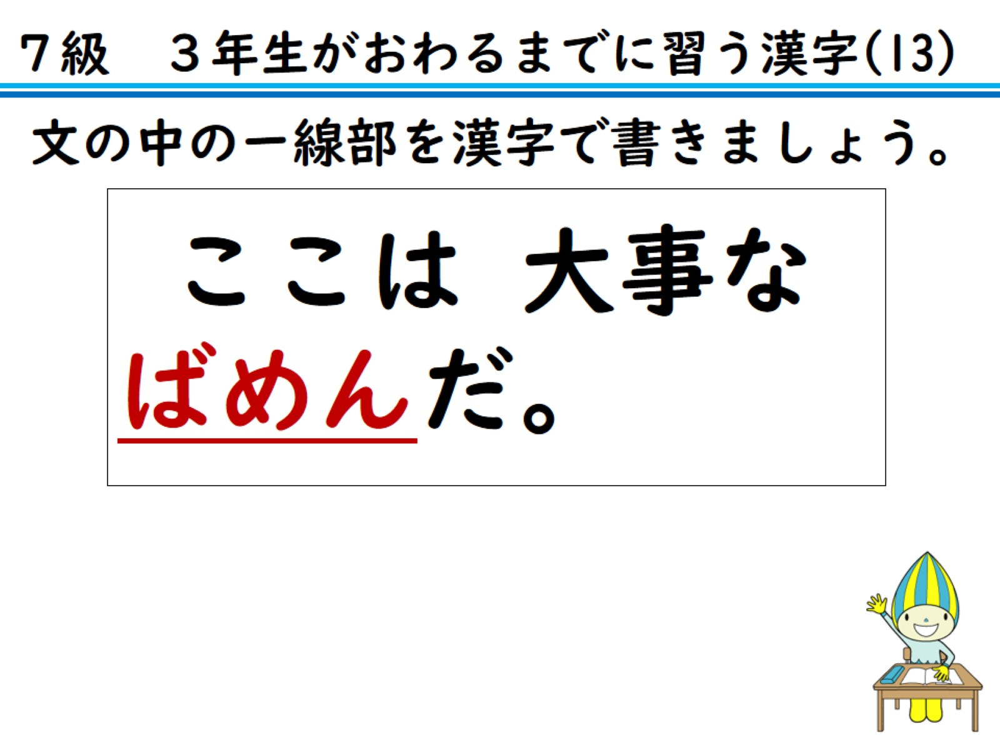 ７級　３年生がおわるまでに習う漢字(13)
文の中の一線部を漢字で書きましょう。
ここは 大事な
ばめんだ。